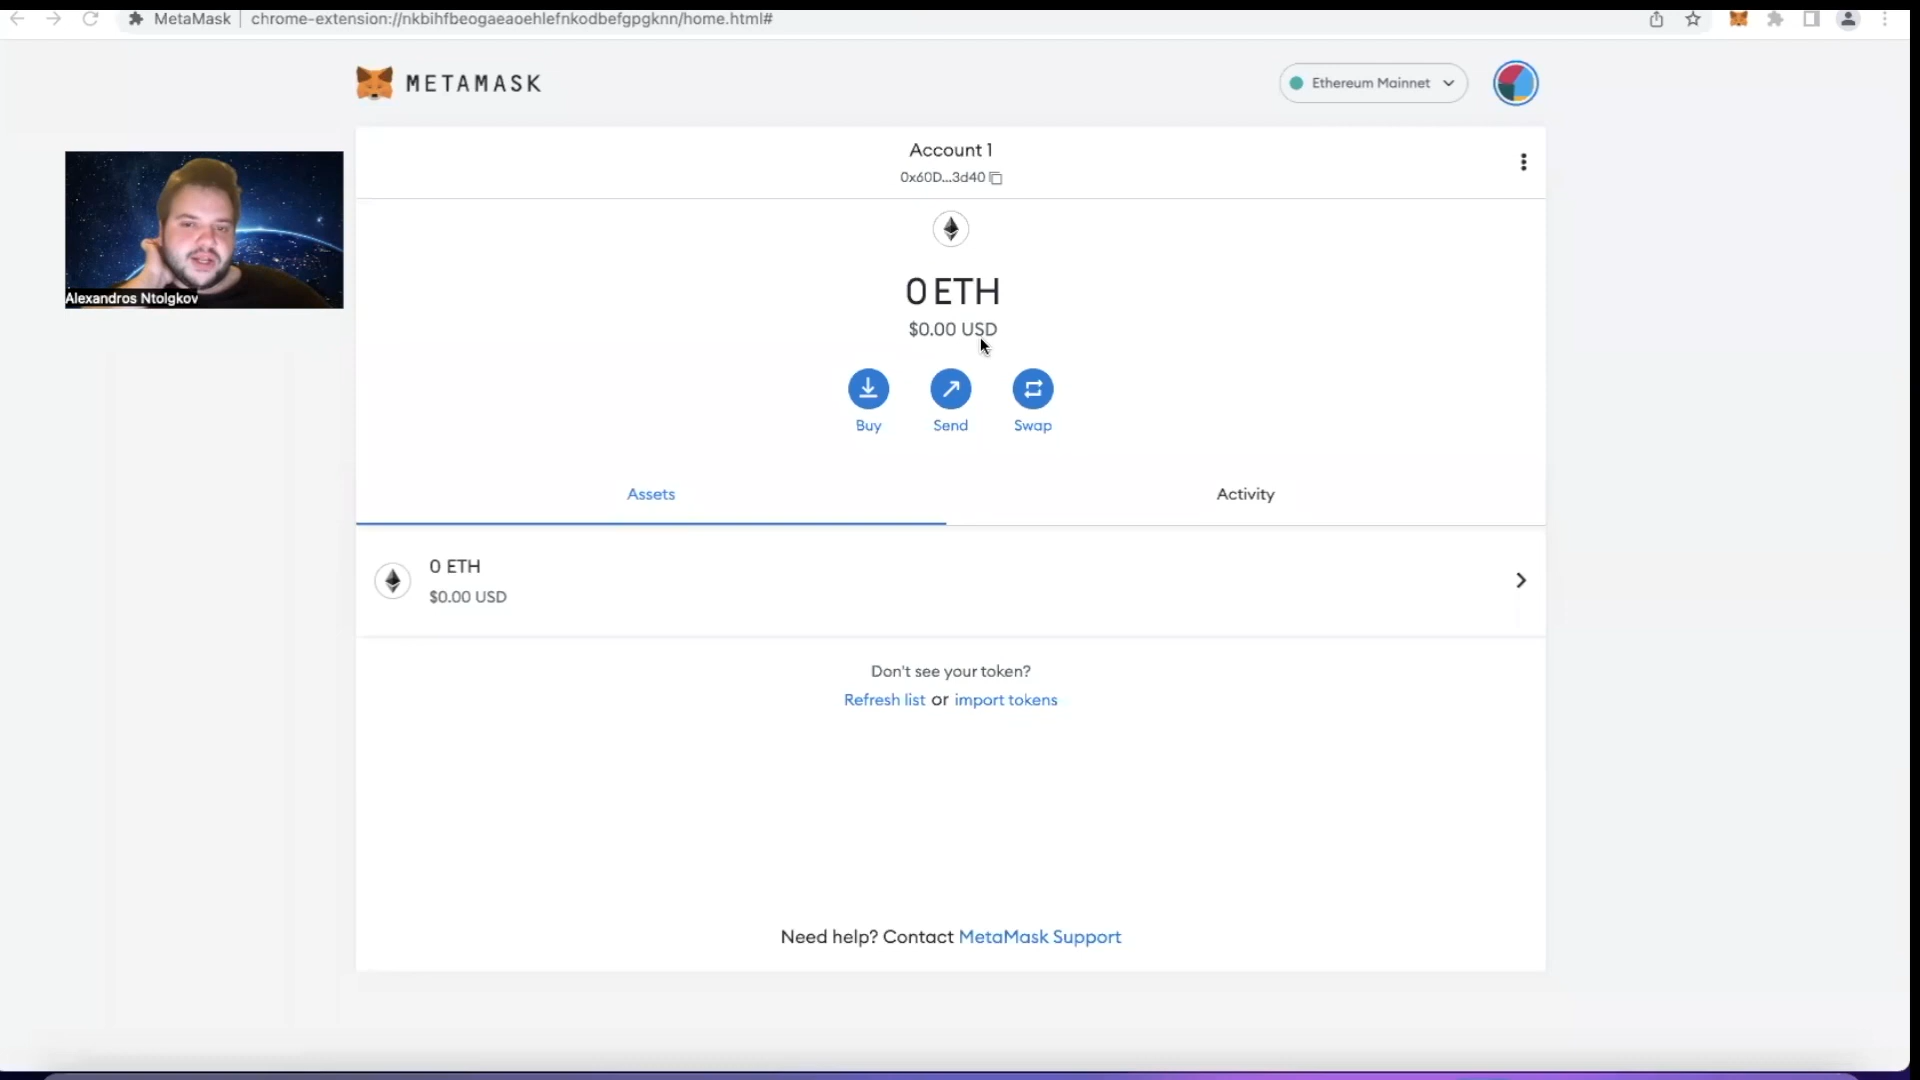 MetaMask
chrome-extension://nkbihfbeogaeaoehlefnkodbefgpgknn/home.html#
METAMASK
Ethereum Mainnet
Account 1
0x60D...3d40
Alexandros Ntolgkov
0 ETH
$0.00 USD
Buy
Send
Swap
Assets
Activity
0 ETH
$0.00 USD
Don't see your token?
Refresh list or import tokens
Need help? Contact MetaMask Support